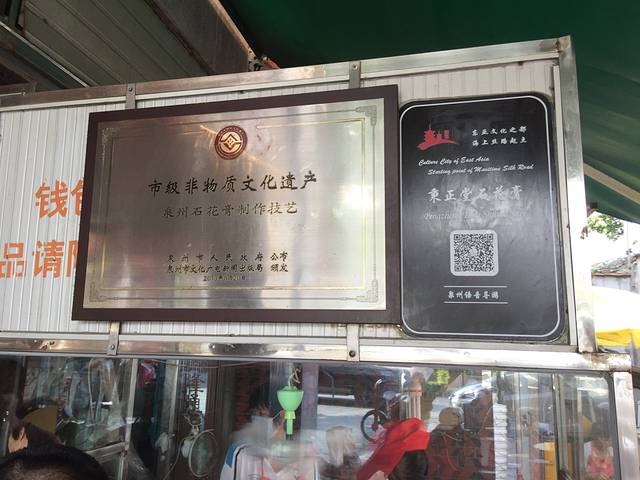 钱包
品请
市级非物质文化遗产
泉州石花膏制作技艺
泉州市人民政府 公布
泉州市文化广电新闻出版局 颁发
东亚文化之都
海上丝路起点
Culture City of East Asia
Starting point of Maritime Silk Road
秉正堂石花膏
泉州语音导游